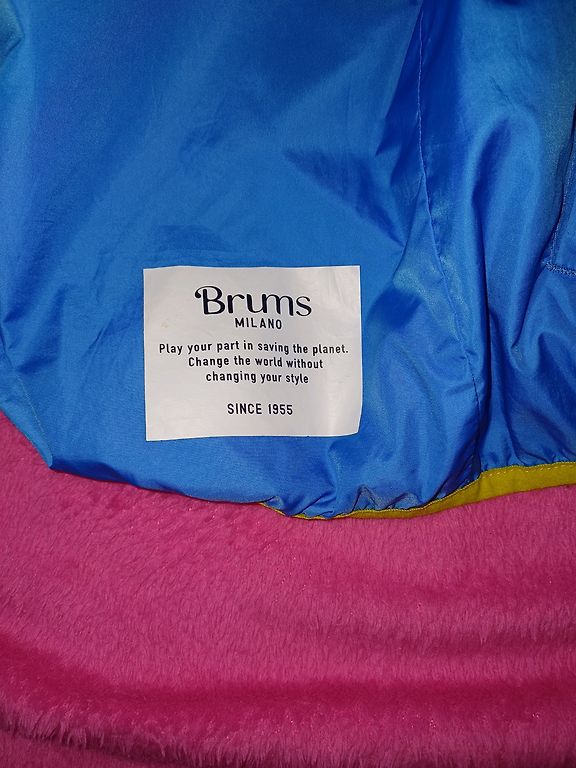 Brums
MILANO
Play your part in saving the planet.
Change the world without
changing your style
SINCE 1955